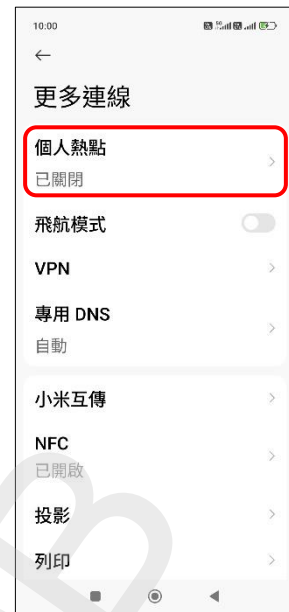 10:00
更多連線
個人熱點
已關閉
飛航模式
VPN
專用 DNS
自動
小米互傳
NFC
已開啟
投影
列印